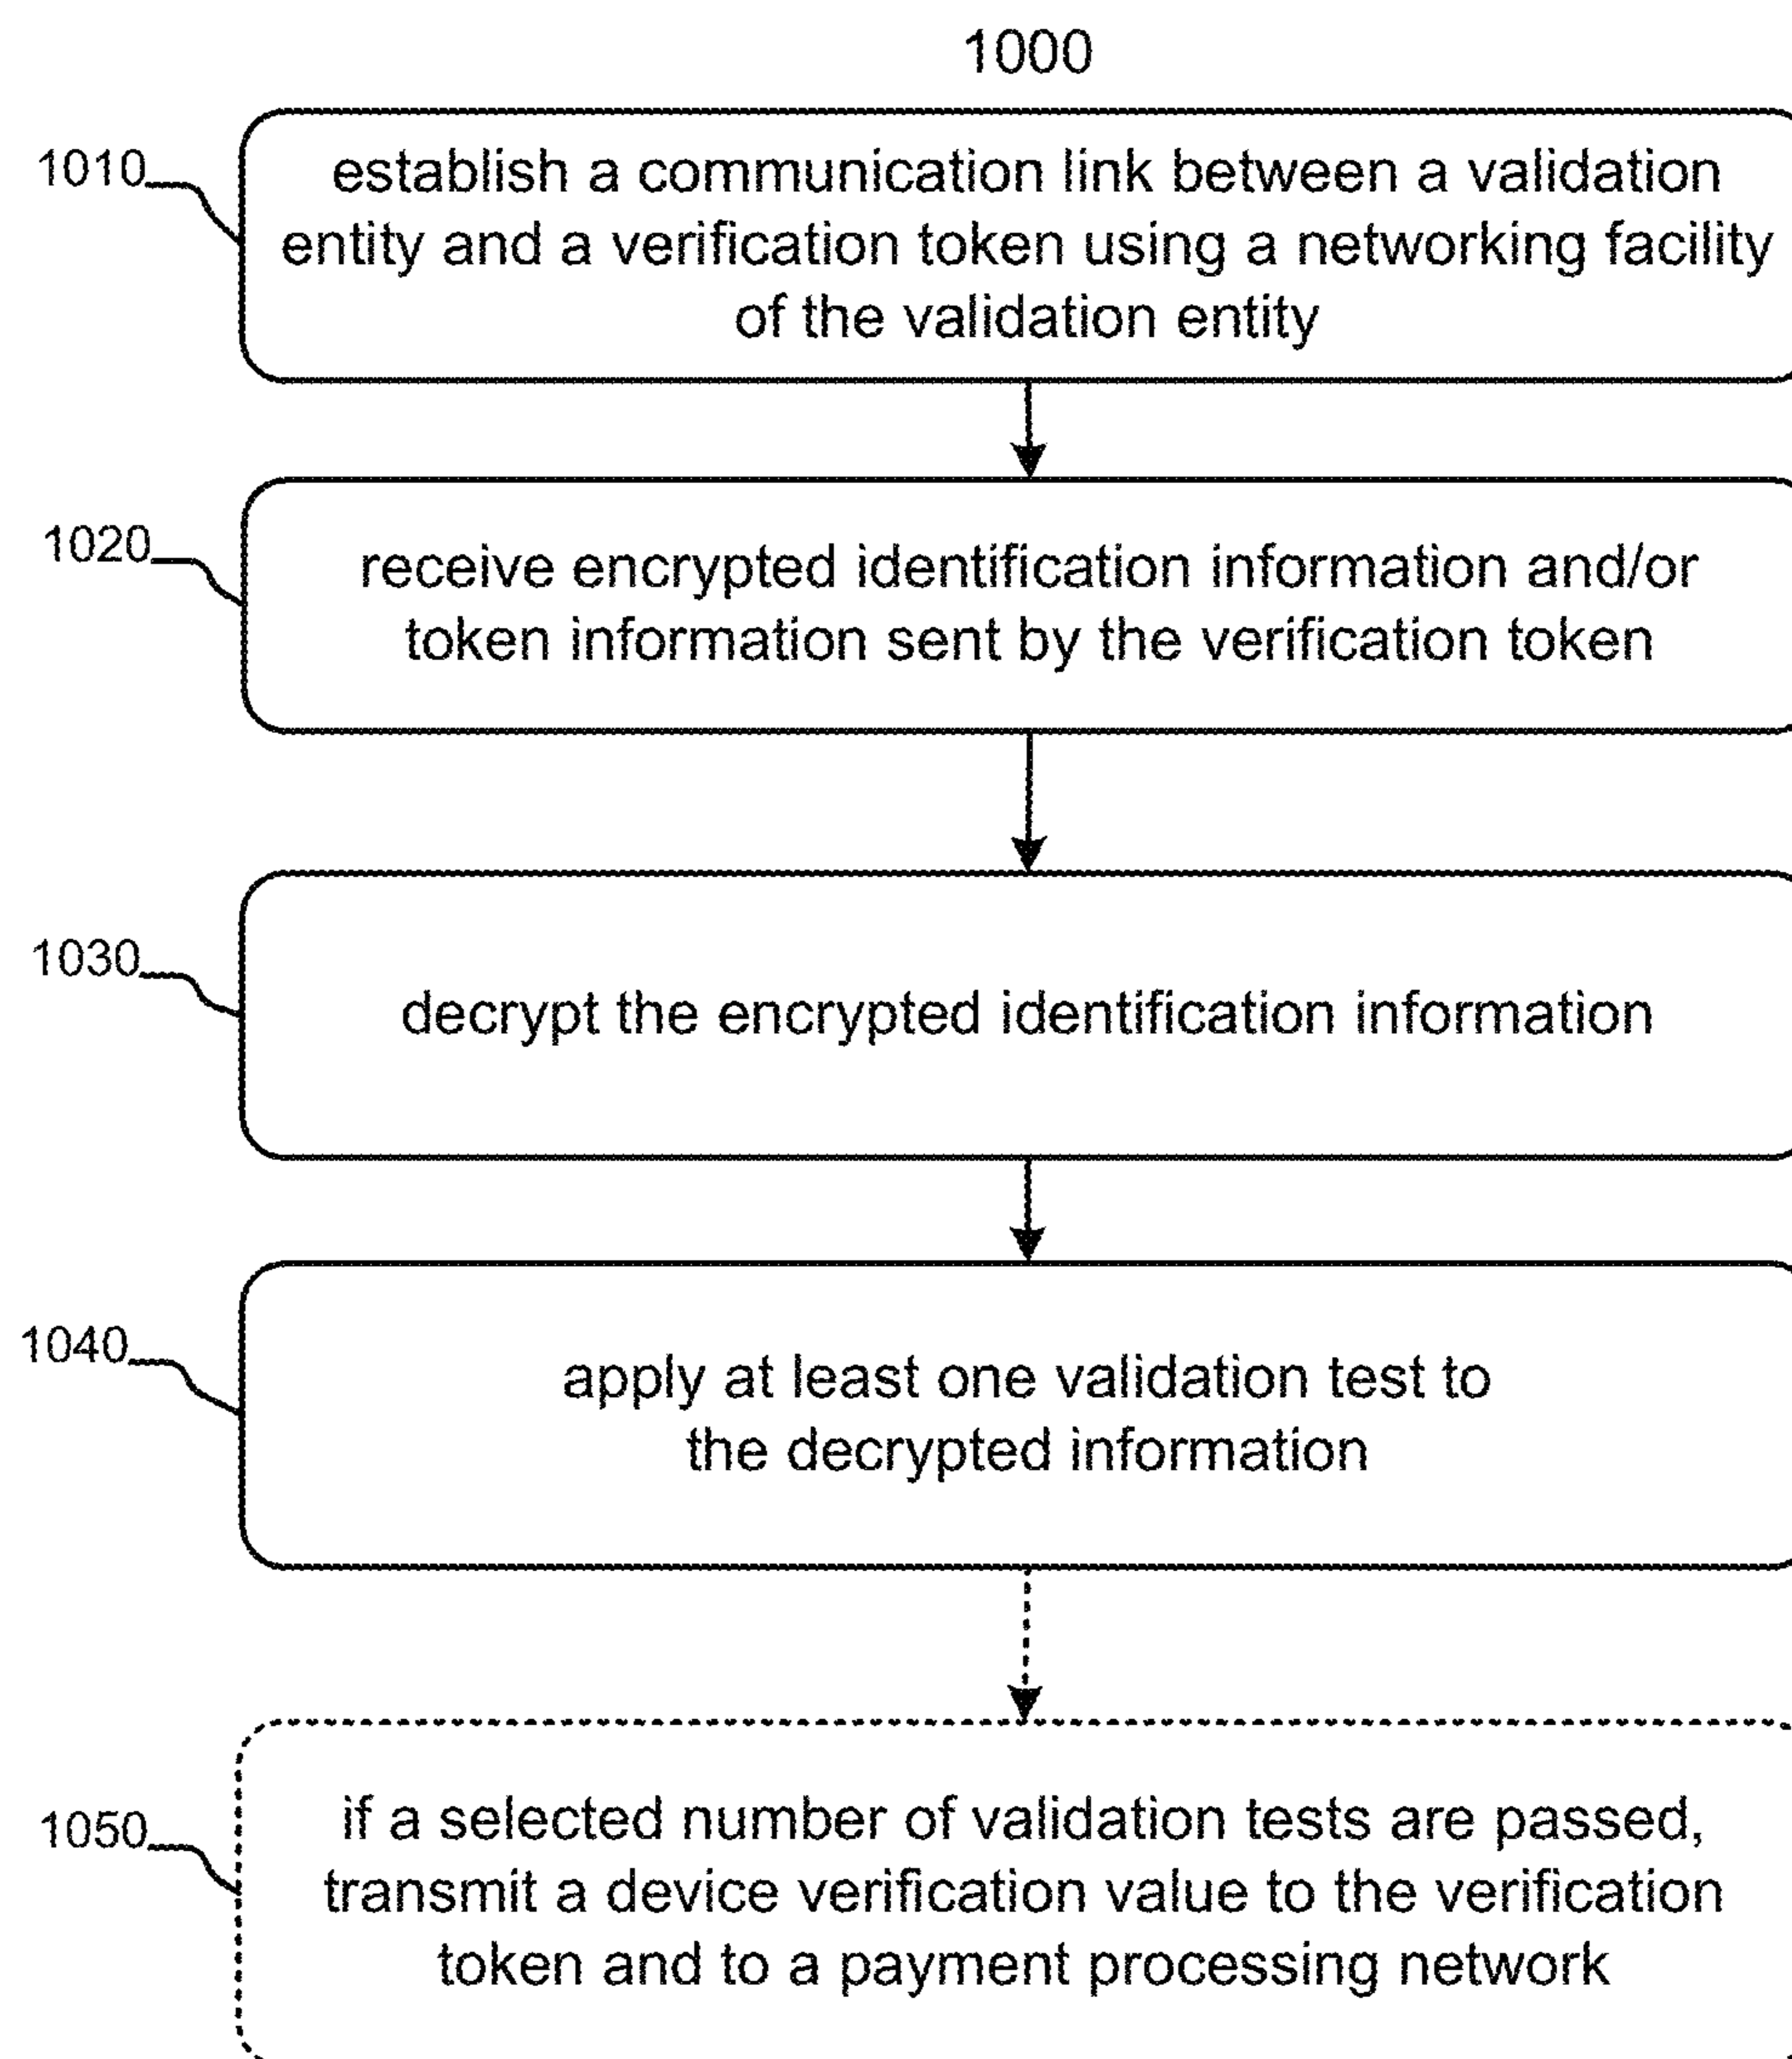 1000
1010
establish a communication link between a validation
entity and a verification token using a networking facility
of the validation entity
1020
receive encrypted identification information and/or
token information sent by the verification token
1030
decrypt the encrypted identification information
1040
apply at least one validation test to
the decrypted information
1050
if a selected number of validation tests are passed,
transmit a device verification value to the verification
token and to a payment processing network